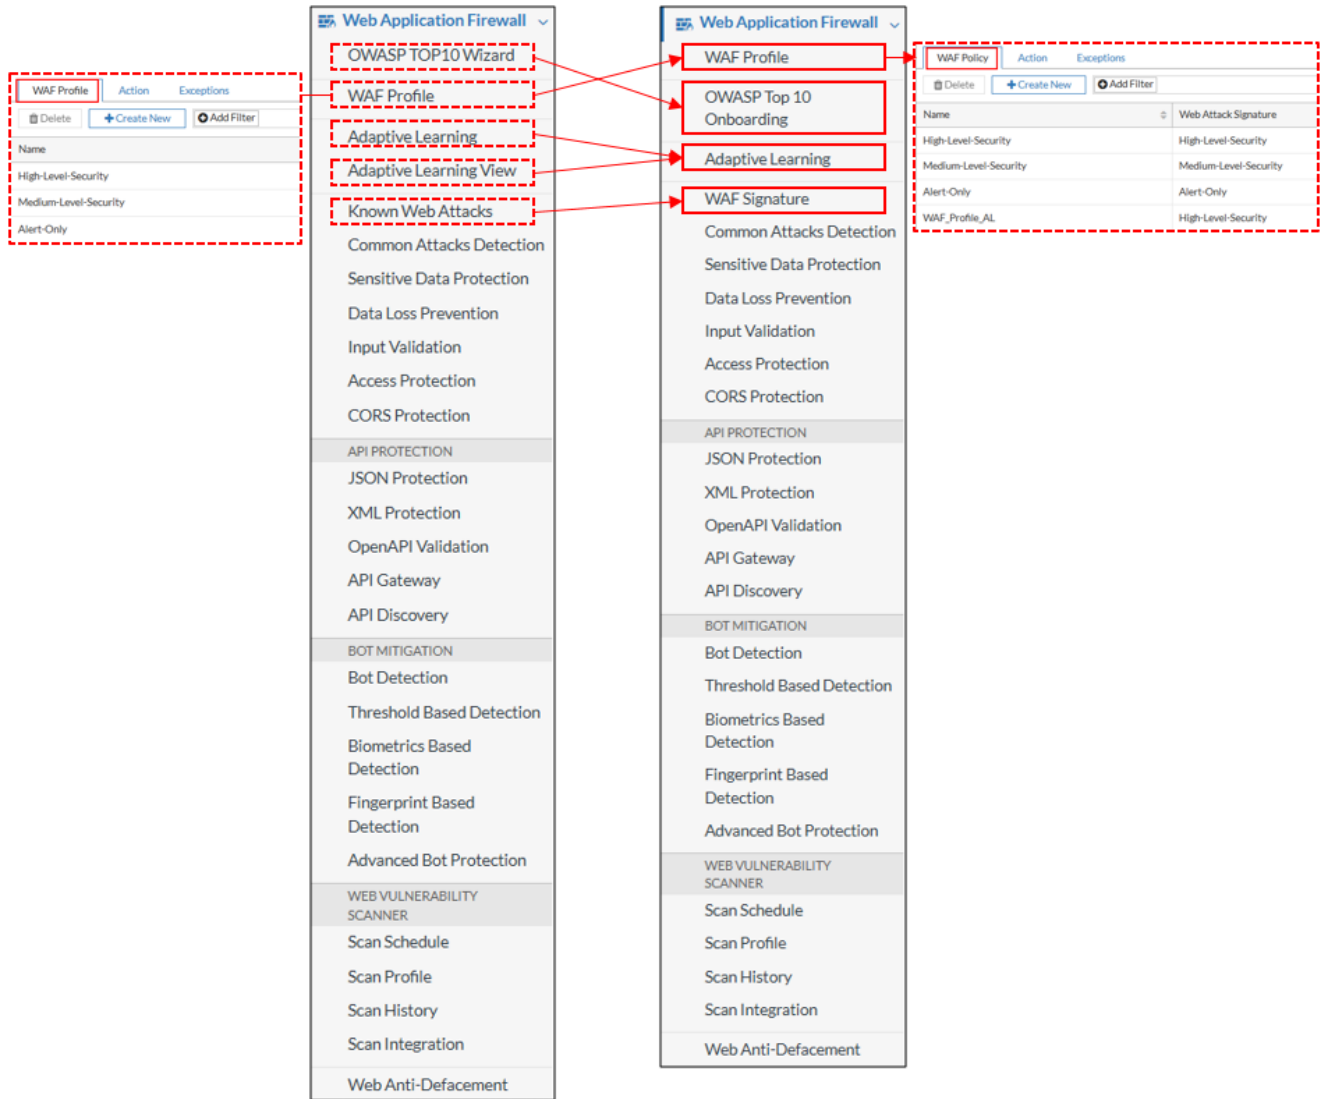 WAF Profile Action Exceptions
Delete +Create New Add Filter
Name
High-Level-Security
Medium-Level-Security
Alert-Only
Web Application Firewall
OWASP TOP10 Wizard
WAF Profile
Adaptive Learning
Adaptive Learning View
Known Web Attacks
Common Attacks Detection
Sensitive Data Protection
Data Loss Prevention
Input Validation
Access Protection
CORS Protection
API PROTECTION
JSON Protection
XML Protection
OpenAPI Validation
API Gateway
API Discovery
BOT MITIGATION
Bot Detection
Threshold Based Detection
Biometrics Based
Detection
Fingerprint Based
Detection
Advanced Bot Protection
WEB VULNERABILITY
SCANNER
Scan Schedule
Scan Profile
Scan History
Scan Integration
Web Anti-Defacement
Web Application Firewall
WAF Profile
OWASP Top 10
Onboarding
Adaptive Learning
WAF Signature
Common Attacks Detection
Sensitive Data Protection
Data Loss Prevention
Input Validation
Access Protection
CORS Protection
API PROTECTION
JSON Protection
XML Protection
OpenAPI Validation
API Gateway
API Discovery
BOT MITIGATION
Bot Detection
Threshold Based Detection
Biometrics Based
Detection
Fingerprint Based
Detection
Advanced Bot Protection
WEB VULNERABILITY
SCANNER
Scan Schedule
Scan Profile
Scan History
Scan Integration
Web Anti-Defacement
WAF Policy Action Exceptions
Delete +Create New Add Filter
Name Web Attack Signature
High-Level-Security High-Level-Security
Medium-Level-Security Medium-Level-Security
Alert-Only Alert-Only
WAF_Profile_AL High-Level-Security